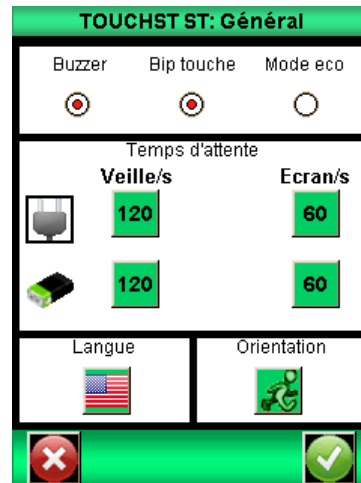 TOUCHST ST: Général
Buzzer Bip touche Mode eco
Temps d'attente
Veille/s Ecran/s
120 60
120 60
Langue Orientation